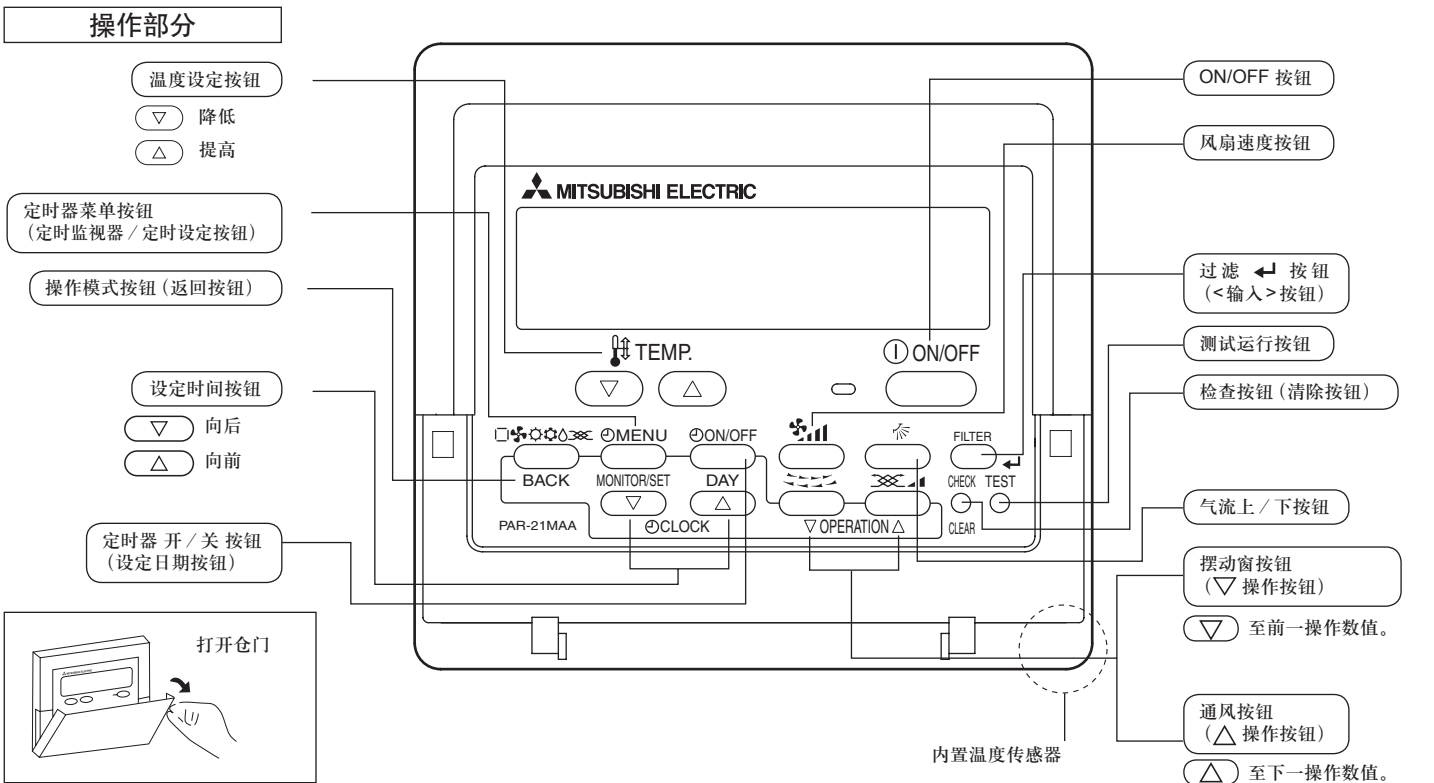 操作部分
温度设定按钮
▽ 降低
△ 提高
定时器菜单按钮
(定时监视器/定时设定按钮)
操作模式按钮(返回按钮)
设定时间按钮
▽ 向后
△ 向前
定时器 开/关 按钮
(设定日期按钮)
打开仓门
MITSUBISHI ELECTRIC
TEMP.
ON/OFF
▽ △
MENU
ON/OFF
FILTER
BACK
MONITOR/SET
DAY
CHECK TEST
▽ △
PAR-21MAA
CLOCK
▽ OPERATION △
CLEAR
内置温度传感器
ON/OFF 按钮
风扇速度按钮
过滤 ↵ 按钮
(<输入>按钮)
测试运行按钮
检查按钮(清除按钮)
气流上/下按钮
摆动窗按钮
(▽ 操作按钮)
▽ 至前一操作数值。
通风按钮
(△ 操作按钮)
△ 至下一操作数值。